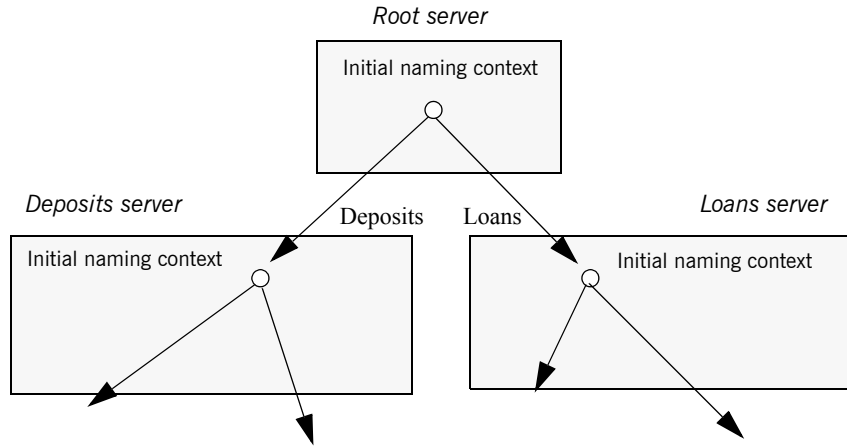 Root server
Initial naming context
Deposits server
Deposits
Loans
Loans server
Initial naming context
Initial naming context